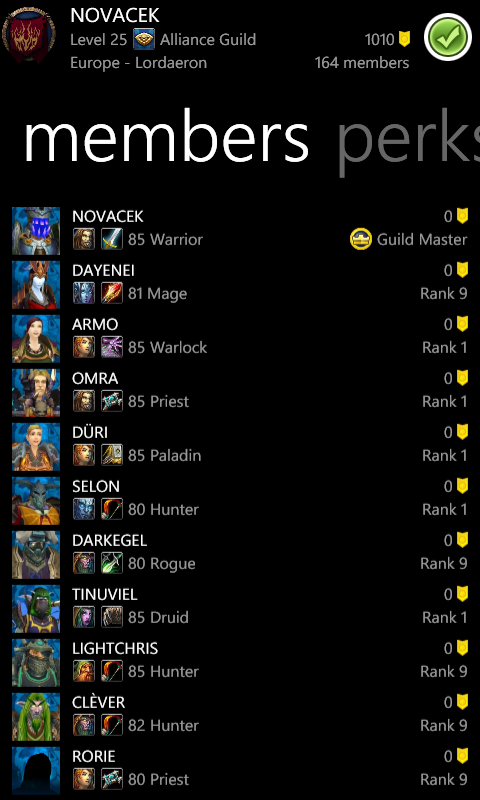 NOVACEK
Level 25 Alliance Guild 1010
Europe - Lordaeron 164 members
members perks
NOVACEK 0
85 Warrior Guild Master
DAYENEI 0
81 Mage Rank 9
ARMO 0
85 Warlock Rank 1
OMRA 0
85 Priest Rank 1
DÜRI 0
85 Paladin Rank 1
SELON 0
80 Hunter Rank 1
DARKEGEL 0
80 Rogue Rank 9
TINUVIEL 0
85 Druid Rank 1
LIGHTCHRIS 0
85 Hunter Rank 9
CLÈVER 0
82 Hunter Rank 9
RORIE 0
80 Priest Rank 9